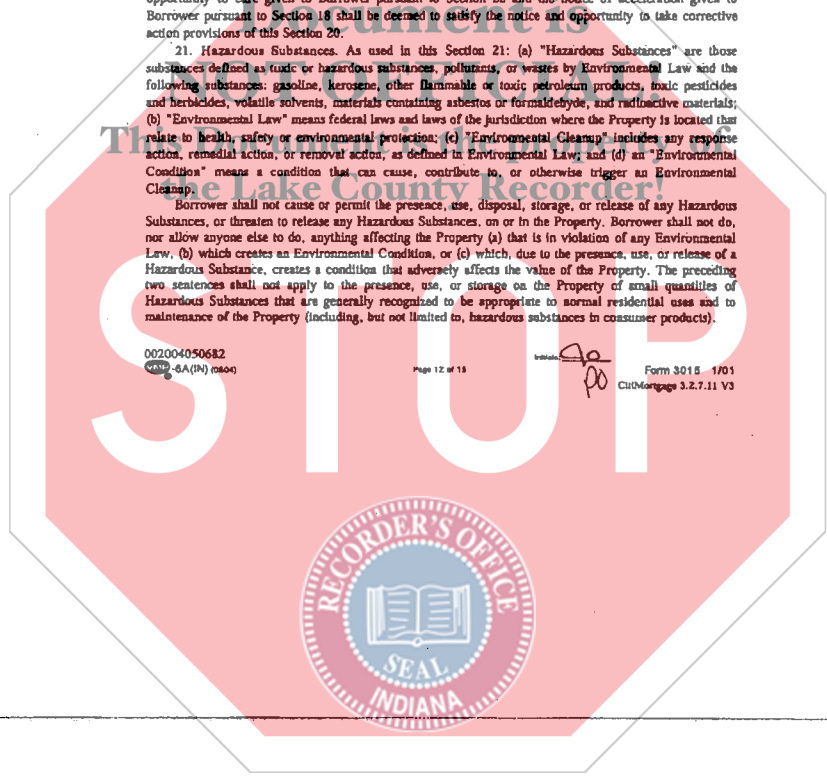 opportunity to cure given to Borrower pursuant to Section 22 and the notice of acceleration given to
Borrower pursuant to Section 18 shall be deemed to satisfy the notice and opportunity to take corrective
action provisions of this Section 20.
Document is
NOT OFFICIAL!
This Document is the property of
the Lake County Recorder!
21. Hazardous Substances. As used in this Section 21: (a) "Hazardous Substances" are those
substances defined as toxic or hazardous substances, pollutants, or wastes by Environmental Law and the
following substances: gasoline, kerosene, other flammable or toxic petroleum products, toxic pesticides
and herbicides, volatile solvents, materials containing asbestos or formaldehyde, and radioactive materials;
(b) "Environmental Law" means federal laws and laws of the jurisdiction where the Property is located that
relate to health, safety or environmental protection; (c) "Environmental Cleanup" includes any response
action, remedial action, or removal action, as defined in Environmental Law; and (d) an "Environmental
Condition" means a condition that can cause, contribute to, or otherwise trigger an Environmental
Cleanup.
Borrower shall not cause or permit the presence, use, disposal, storage, or release of any Hazardous
Substances, or threaten to release any Hazardous Substances, on or in the Property. Borrower shall not do,
nor allow anyone else to do, anything affecting the Property (a) that is in violation of any Environmental
Law, (b) which creates an Environmental Condition, or (c) which, due to the presence, use, or release of a
Hazardous Substance, creates a condition that adversely affects the value of the Property. The preceding
two sentences shall not apply to the presence, use, or storage on the Property of small quantities of
Hazardous Substances that are generally recognized to be appropriate to normal residential uses and to
maintenance of the Property (including, but not limited to, hazardous substances in consumer products).
STOP
002004050682
-6A(IN) (0804)
Page 12 of 15
Initials:
Form 3015 1/01
CitiMortgage 3.2.7.11 V3
RECORDER'S OFFICE
SEAL
INDIANA